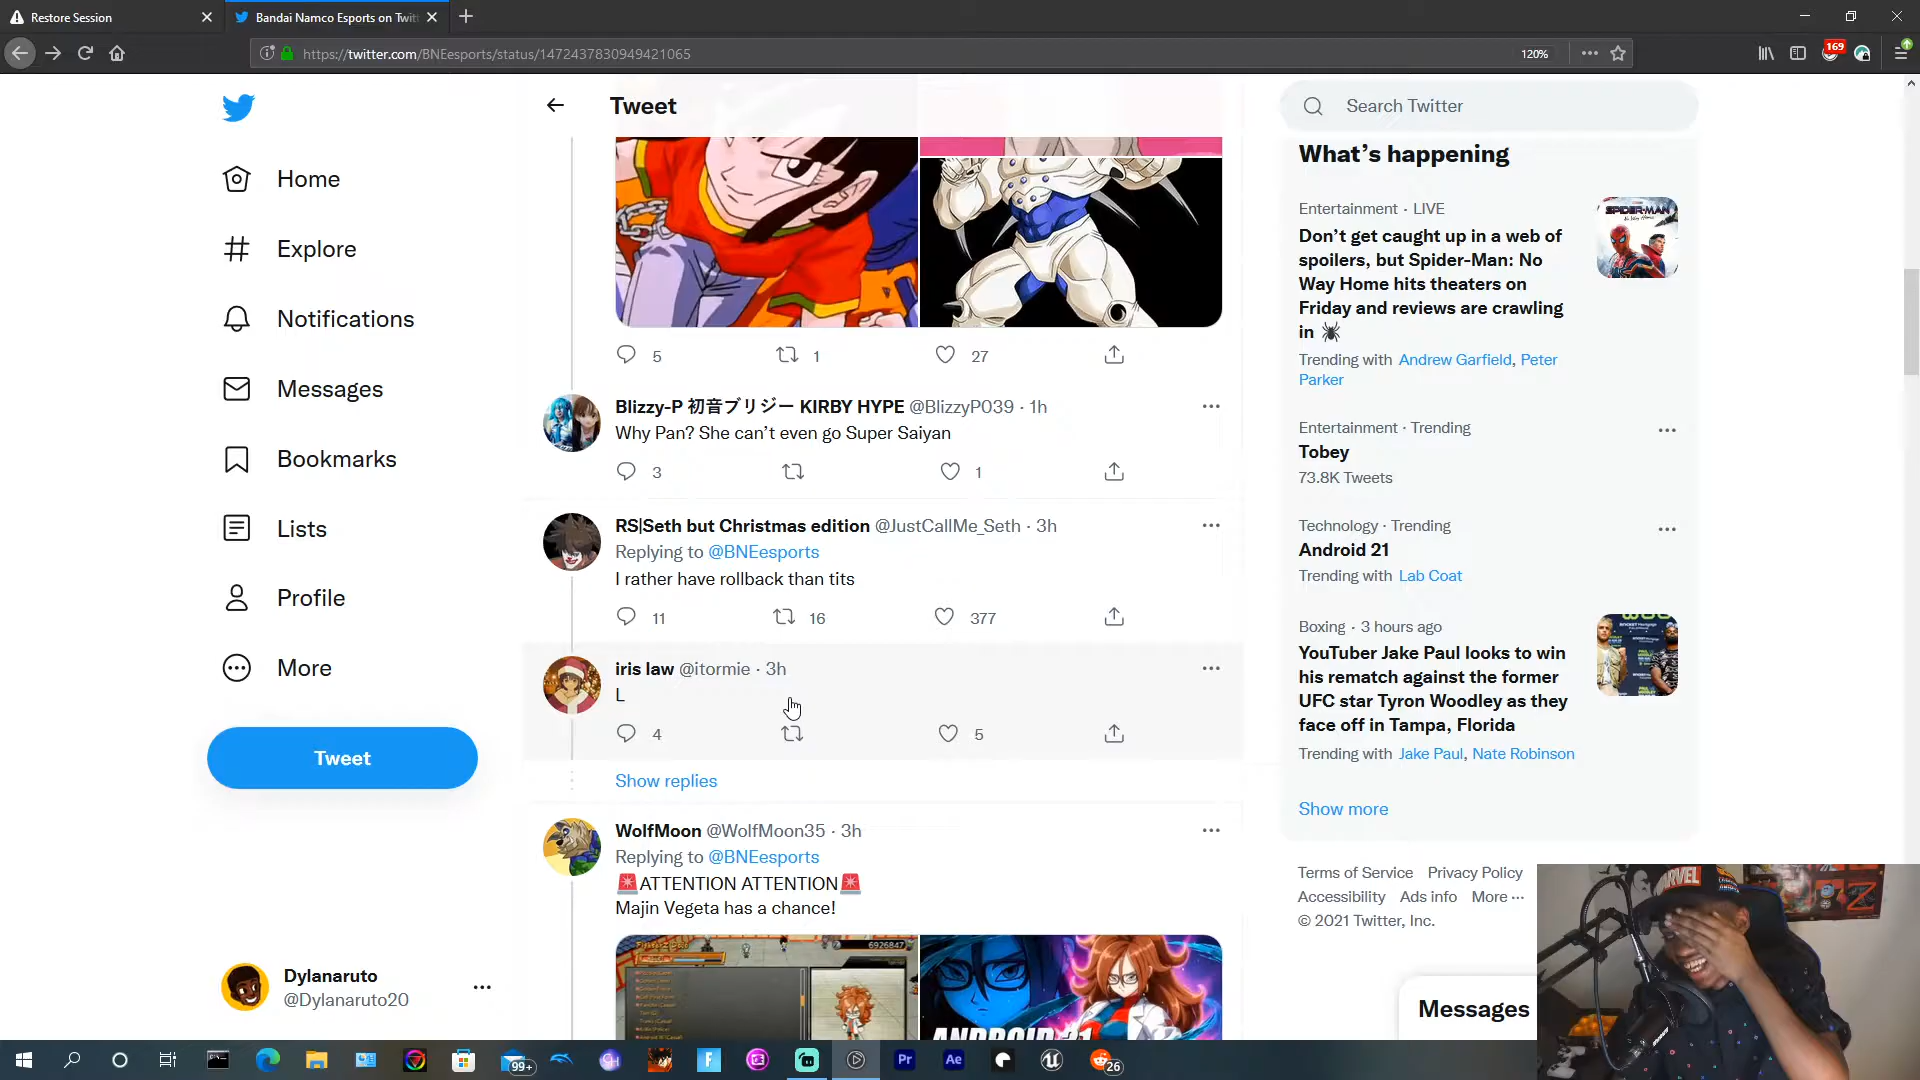 Restore Session
Bandai Namco Esports on Twit
https://twitter.com/BNEesports/status/1472437830949421065
120%
169
Tweet
Search Twitter
Home
Explore
Notifications
Messages
Bookmarks
Lists
Profile
More
Tweet
Dylanaruto
@Dylanaruto20
5
1
27
Blizzy-P 初音ブリジー KIRBY HYPE @BlizzyP039 · 1h
Why Pan? She can't even go Super Saiyan
3
1
RS|Seth but Christmas edition @JustCallMe_Seth · 3h
Replying to @BNEesports
I rather have rollback than tits
11
16
377
iris law @itormie · 3h
L
4
5
Show replies
WolfMoon @WolfMoon35 · 3h
Replying to @BNEesports
🚨ATTENTION ATTENTION🚨
Majin Vegeta has a chance!
6926847
ANDROID 21
What's happening
Entertainment · LIVE
Don't get caught up in a web of
spoilers, but Spider-Man: No
Way Home hits theaters on
Friday and reviews are crawling
in 🕷
Trending with Andrew Garfield, Peter
Parker
SPIDER-MAN
Entertainment · Trending
Tobey
73.8K Tweets
Technology · Trending
Android 21
Trending with Lab Coat
Boxing · 3 hours ago
YouTuber Jake Paul looks to win
his rematch against the former
UFC star Tyron Woodley as they
face off in Tampa, Florida
Trending with Jake Paul, Nate Robinson
Show more
Terms of Service Privacy Policy
Accessibility Ads info More ···
© 2021 Twitter, Inc.
Messages
MARVEL
99+
Pr
Ae
26